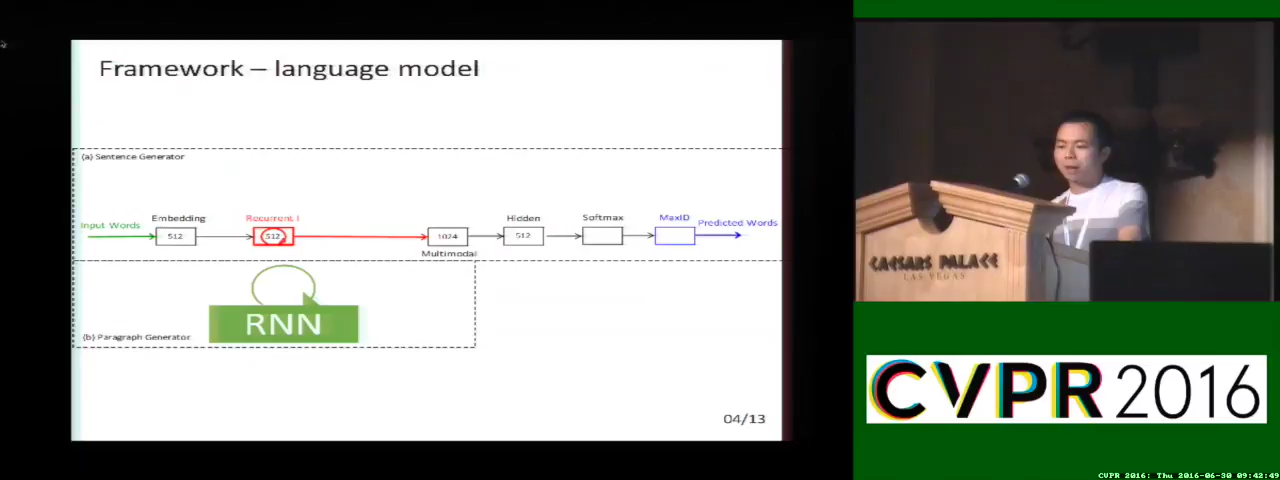 Framework – language model
(a) Sentence Generator
Input Words
Embedding
512
Recurrent I
512
1024
Multimodal
Hidden
512
Softmax
MaxID
Predicted Words
RNN
(b) Paragraph Generator
04/13
CAESARS PALACE
LAS VEGAS
CVPR 2016
CVPR 2016: Thu 2016-06-30 09:42:49